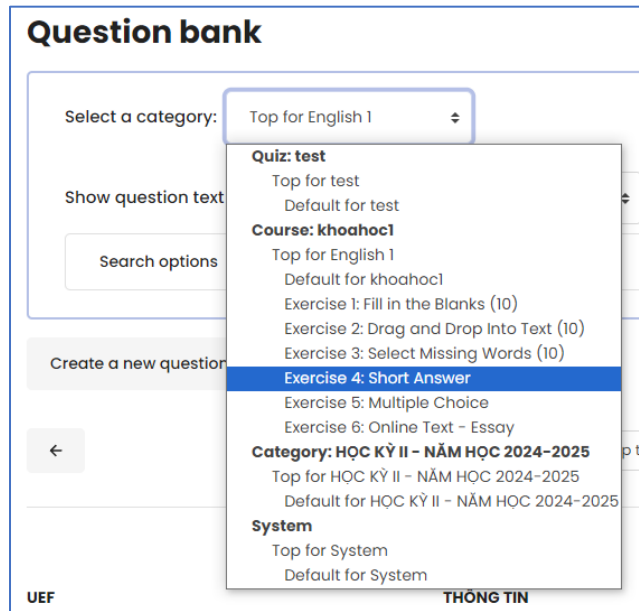 Question bank
Select a category: Top for English 1
Quiz: test
Top for test
Show question text
Default for test
Course: khoahoc1
Top for English 1
Search options
Default for khoahoc1
Exercise 1: Fill in the Blanks (10)
Exercise 2: Drag and Drop Into Text (10)
Exercise 3: Select Missing Words (10)
Create a new question
Exercise 4: Short Answer
Exercise 5: Multiple Choice
Exercise 6: Online Text - Essay
Category: HỌC KỲ II - NĂM HỌC 2024-2025
Top for HỌC KỲ II - NĂM HỌC 2024-2025
Default for HỌC KỲ II - NĂM HỌC 2024-2025
System
Top for System
Default for System
UEF THÔNG TIN